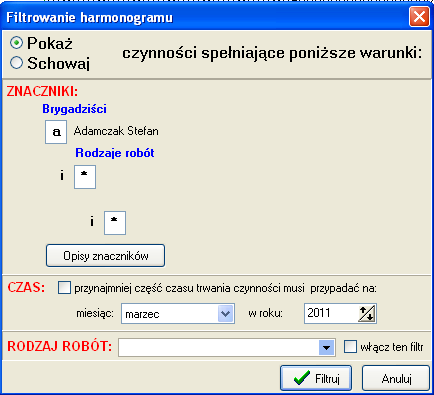 Filtrowanie harmonogramu
Pokaż
Schowaj
czynności spełniające poniższe warunki:
ZNACZNIKI:
Brygadziści
a Adamczak Stefan
Rodzaje robót
i *
i *
Opisy znaczników
CZAS: przynajmniej część czasu trwania czynności musi przypadać na:
miesiąc: marzec w roku: 2011
RODZAJ ROBÓT: włącz ten filtr
Filtruj Anuluj